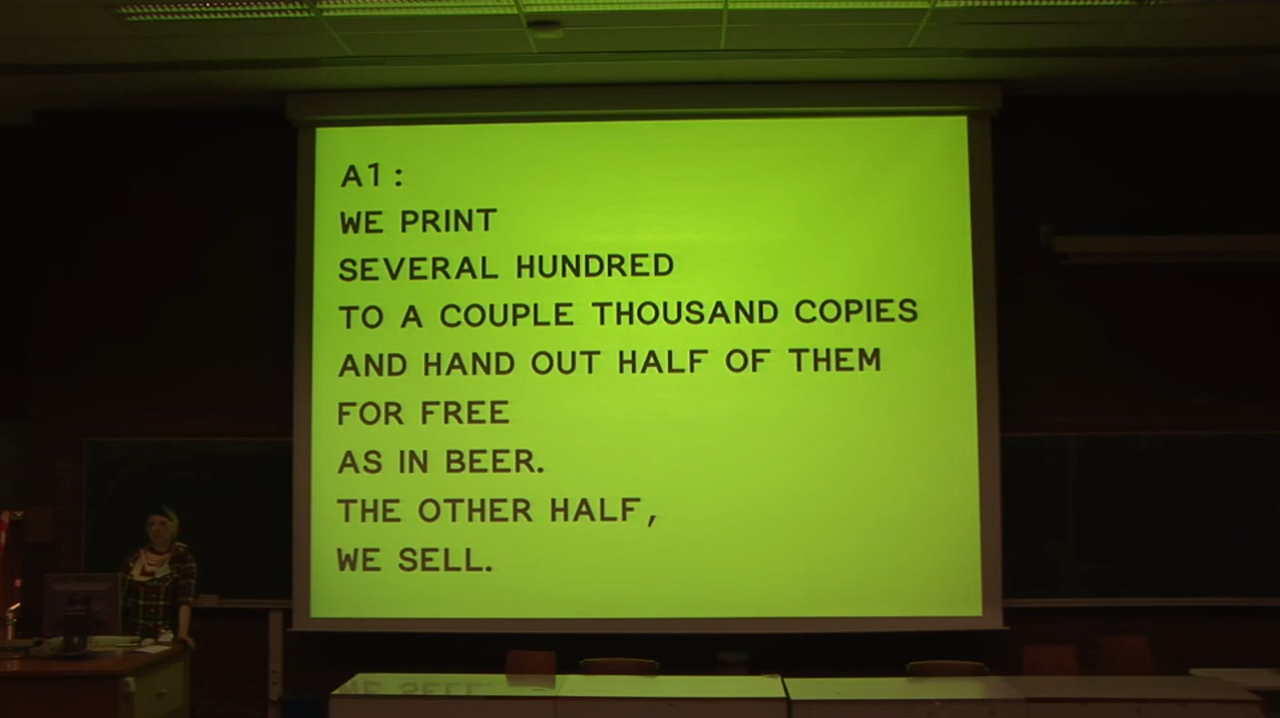 A1:
WE PRINT
SEVERAL HUNDRED
TO A COUPLE THOUSAND COPIES
AND HAND OUT HALF OF THEM
FOR FREE
AS IN BEER.
THE OTHER HALF,
WE SELL.